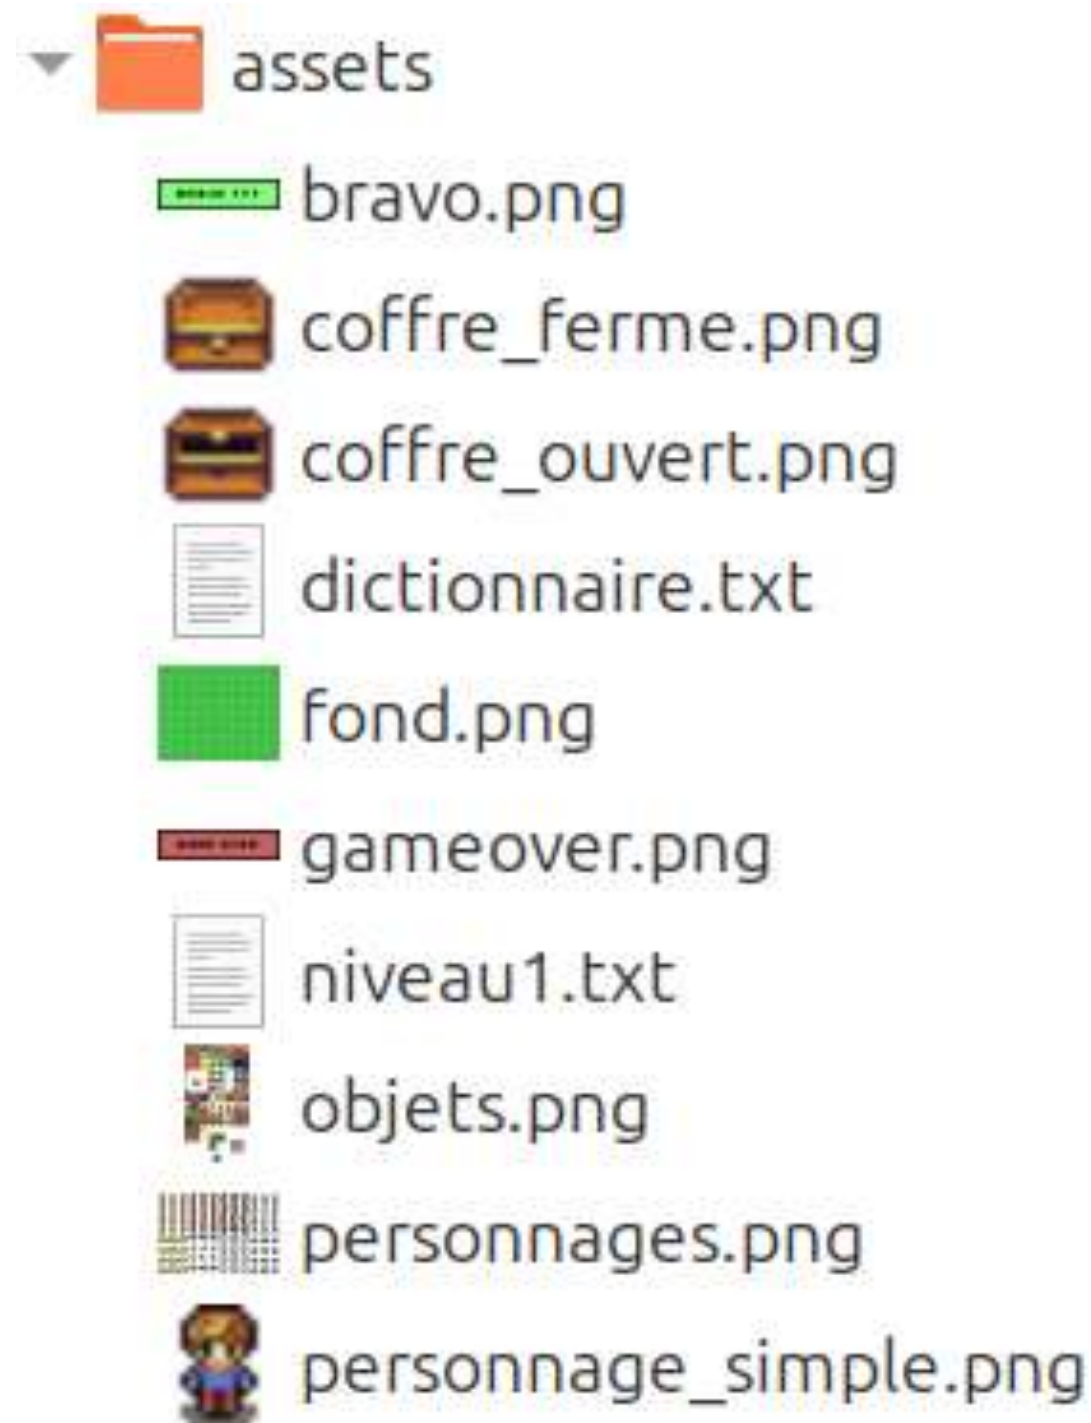 assets
bravo.png
coffre_ferme.png
coffre_ouvert.png
dictionnaire.txt
fond.png
gameover.png
niveau1.txt
objets.png
personnages.png
personnage_simple.png